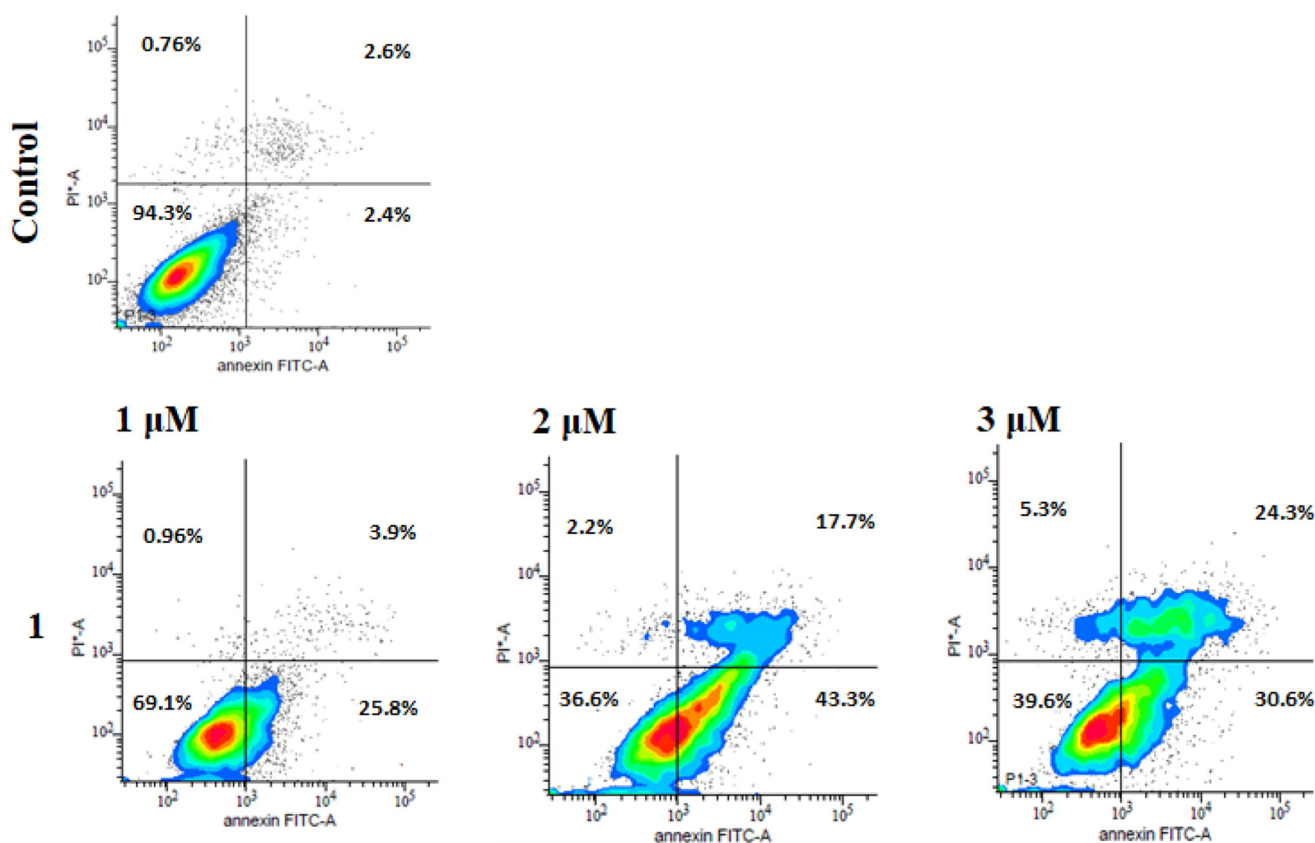 Control
0.76%
2.6%
94.3%
2.4%
10⁵
10⁴
10³
10²
PI*-A
P1-3
10² 10³ 10⁴ 10⁵
annexin FITC-A
1 μM
2 μM
3 μM
1
0.96%
3.9%
69.1%
25.8%
10⁵
10⁴
10³
10²
PI*-A
10² 10³ 10⁴ 10⁵
annexin FITC-A
2.2%
17.7%
36.6%
43.3%
10⁵
10⁴
10³
10²
PI*-A
10² 10³ 10⁴ 10⁵
annexin FITC-A
5.3%
24.3%
39.6%
30.6%
10⁵
10⁴
10³
10²
PI*-A
P1-3
10² 10³ 10⁴ 10⁵
annexin FITC-A